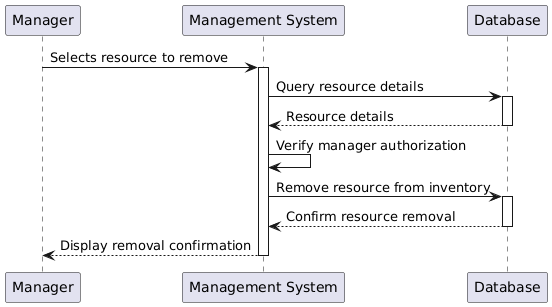 Manager
Management System
Database
Selects resource to remove
Query resource details
Resource details
Verify manager authorization
Remove resource from inventory
Confirm resource removal
Display removal confirmation
Manager
Management System
Database